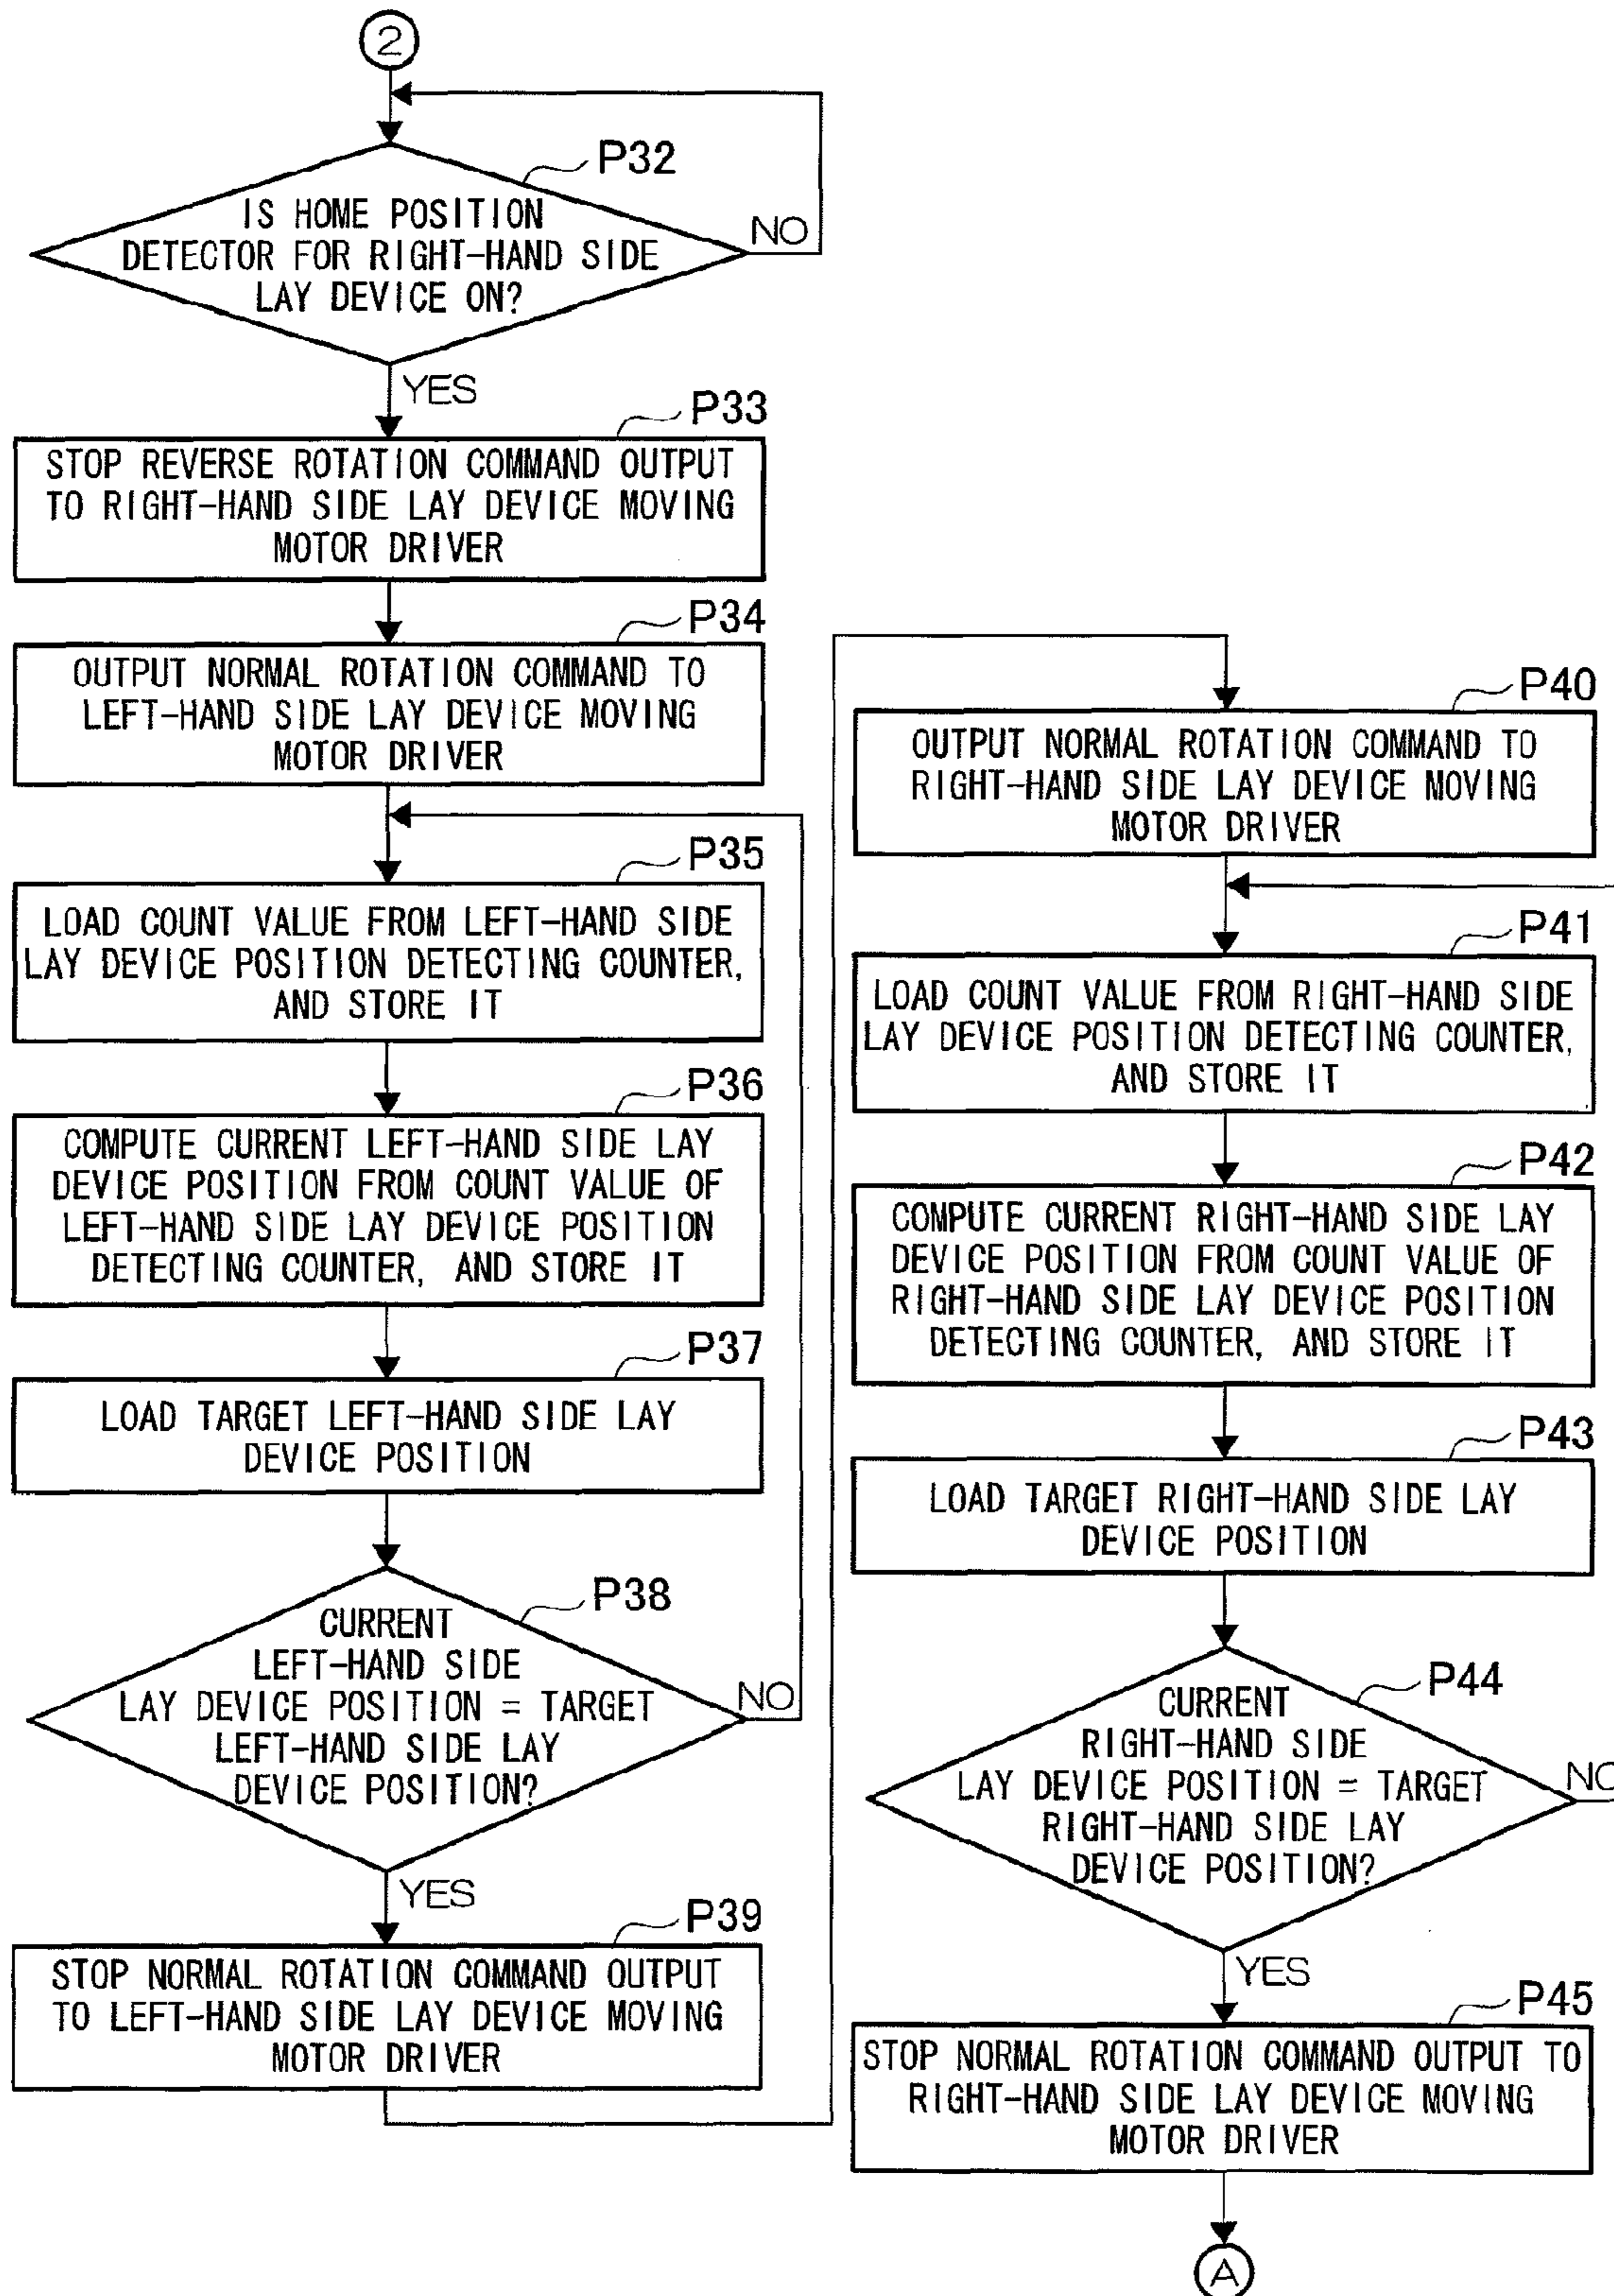 2
P32
IS HOME POSITION
DETECTOR FOR RIGHT-HAND SIDE
LAY DEVICE ON?
NO
YES
P33
STOP REVERSE ROTATION COMMAND OUTPUT
TO RIGHT-HAND SIDE LAY DEVICE MOVING
MOTOR DRIVER
P34
OUTPUT NORMAL ROTATION COMMAND TO
LEFT-HAND SIDE LAY DEVICE MOVING
MOTOR DRIVER
P35
LOAD COUNT VALUE FROM LEFT-HAND SIDE
LAY DEVICE POSITION DETECTING COUNTER,
AND STORE IT
P36
COMPUTE CURRENT LEFT-HAND SIDE LAY
DEVICE POSITION FROM COUNT VALUE OF
LEFT-HAND SIDE LAY DEVICE POSITION
DETECTING COUNTER, AND STORE IT
P37
LOAD TARGET LEFT-HAND SIDE LAY
DEVICE POSITION
P38
CURRENT
LEFT-HAND SIDE
LAY DEVICE POSITION = TARGET
LEFT-HAND SIDE LAY
DEVICE POSITION?
NO
YES
P39
STOP NORMAL ROTATION COMMAND OUTPUT
TO LEFT-HAND SIDE LAY DEVICE MOVING
MOTOR DRIVER
P40
OUTPUT NORMAL ROTATION COMMAND TO
RIGHT-HAND SIDE LAY DEVICE MOVING
MOTOR DRIVER
P41
LOAD COUNT VALUE FROM RIGHT-HAND SIDE
LAY DEVICE POSITION DETECTING COUNTER,
AND STORE IT
P42
COMPUTE CURRENT RIGHT-HAND SIDE LAY
DEVICE POSITION FROM COUNT VALUE OF
RIGHT-HAND SIDE LAY DEVICE POSITION
DETECTING COUNTER, AND STORE IT
P43
LOAD TARGET RIGHT-HAND SIDE LAY
DEVICE POSITION
P44
CURRENT
RIGHT-HAND SIDE
LAY DEVICE POSITION = TARGET
RIGHT-HAND SIDE LAY
DEVICE POSITION?
NO
YES
P45
STOP NORMAL ROTATION COMMAND OUTPUT TO
RIGHT-HAND SIDE LAY DEVICE MOVING
MOTOR DRIVER
A